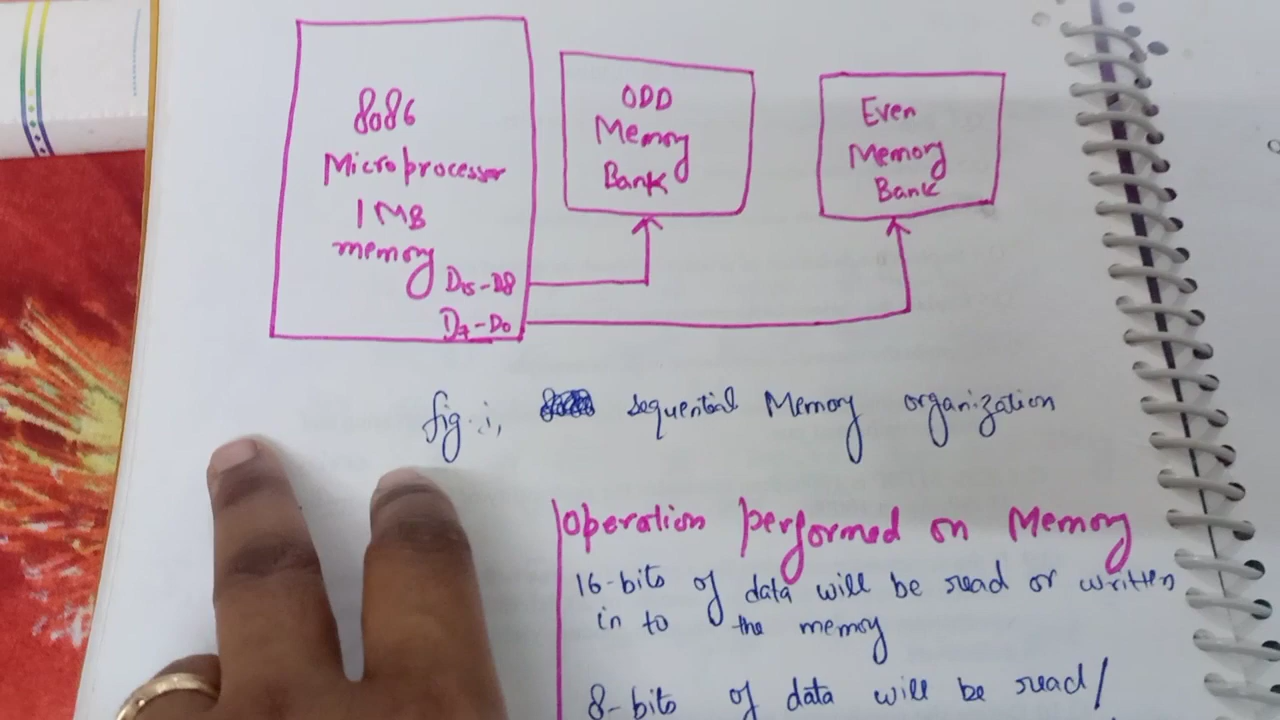 8086
Microprocessor
1 MB
memory
D15-D8
D7-D0
ODD
Memory
Bank
Even
Memory
Bank
fig. i, sequential Memory organization
Operation performed on Memory
16-bits of data will be read or written
in to the memory
8-bits of data will be read/